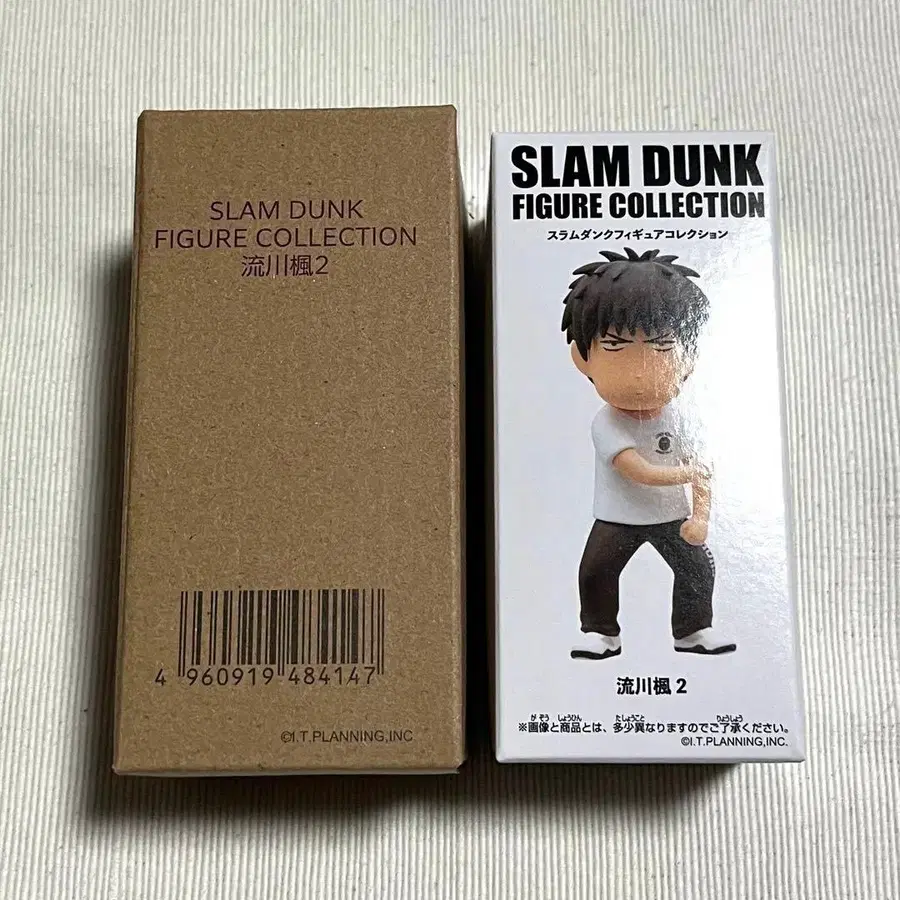 SLAM DUNK
FIGURE COLLECTION
流川楓2
4 960919 484147
©I.T.PLANNING,INC
SLAM DUNK
FIGURE COLLECTION
スラムダンクフィギュアコレクション
流川楓 2
※画像と商品とは、多少異なりますのでご了承ください。
©I.T.PLANNING,INC.